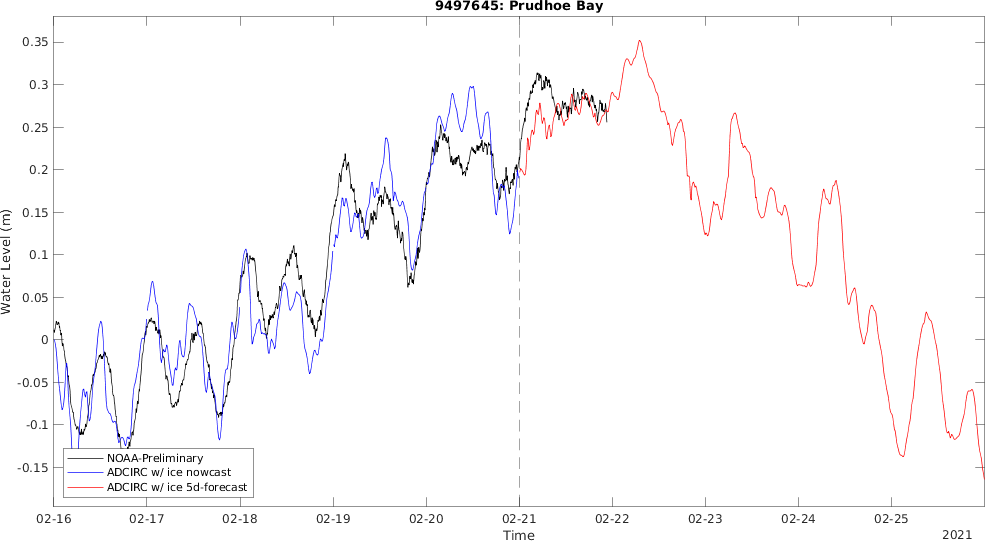 9497645: Prudhoe Bay
Water Level (m)
0.35
0.3
0.25
0.2
0.15
0.1
0.05
0
-0.05
-0.1
-0.15
NOAA-Preliminary
ADCIRC w/ ice nowcast
ADCIRC w/ ice 5d-forecast
02-16 02-17 02-18 02-19 02-20 02-21 02-22 02-23 02-24 02-25
Time
2021